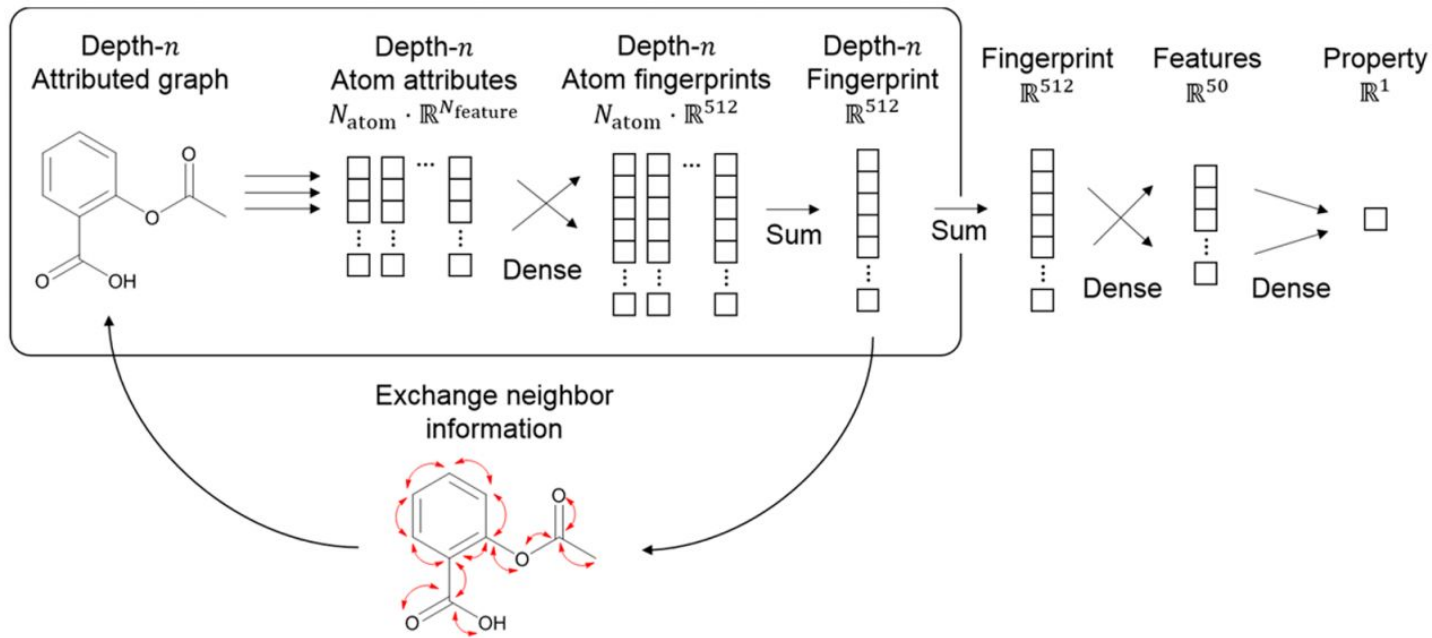 Depth-n
Attributed graph
Depth-n
Atom attributes
N_atom · ℝ^N_feature
Depth-n
Atom fingerprints
N_atom · ℝ^512
Depth-n
Fingerprint
ℝ^512
Fingerprint
ℝ^512
Features
ℝ^50
Property
ℝ^1
O
O
O
OH
...
...
Dense
Sum
Sum
Dense
Dense
Exchange neighbor
information
O
O
O
OH